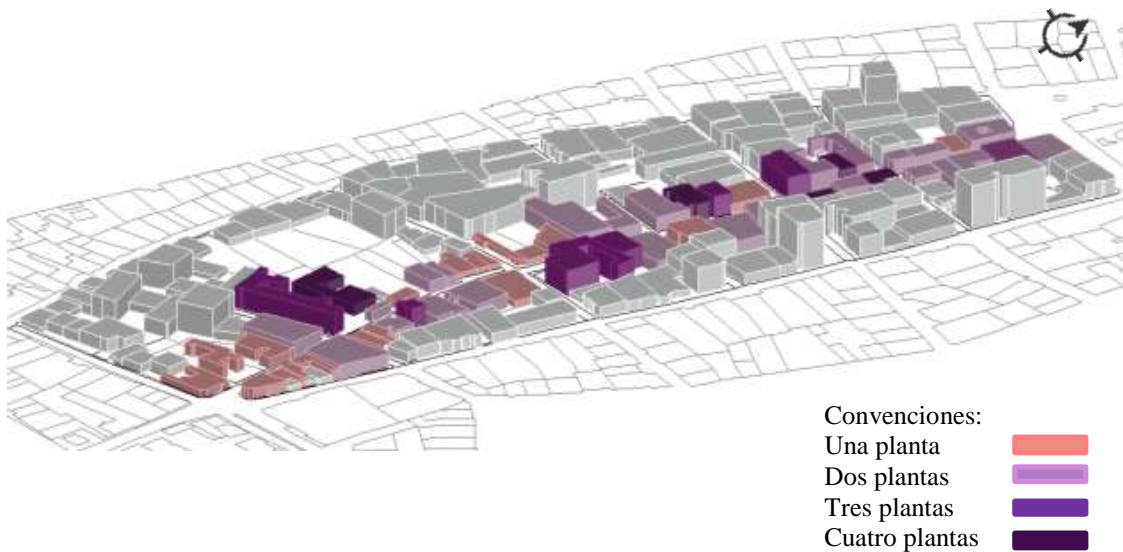 Convenciones:
Una planta
Dos plantas
Tres plantas
Cuatro plantas